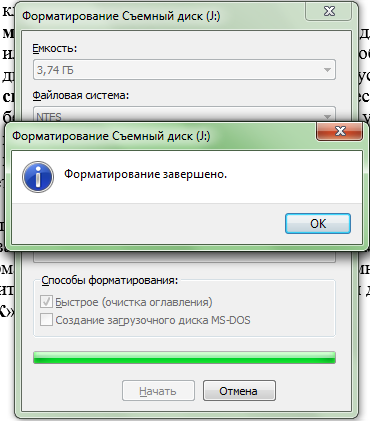 Форматирование Съемный диск (J:)
Емкость:
3,74 ГБ
Файловая система:
NTFS
Форматирование Съемный диск (J:)
Форматирование завершено.
OK
Способы форматирования:
Быстрое (очистка оглавления)
Создание загрузочного диска MS-DOS
Начать
Отмена